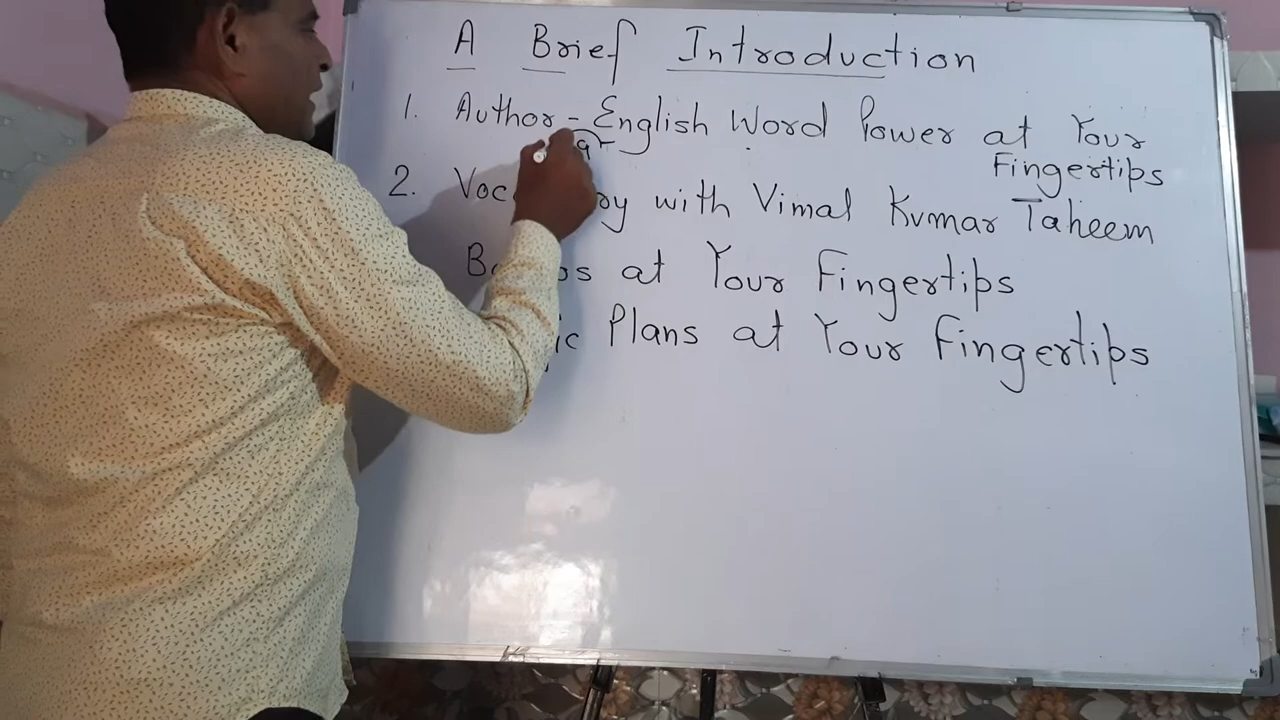 A Brief Introduction
1. Author - English Word Power at Your
Fingertips
2. with Vimal Kumar Taheem
at Your Fingertips
Plans at Your Fingertips